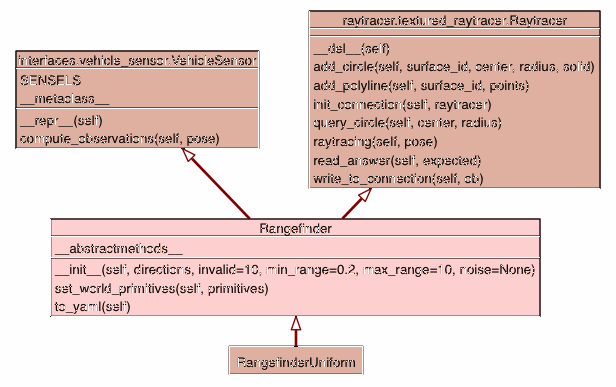 interfaces.vehicle_sensor.VehicleSensor
SENSELS
__metaclass__
__repr__(self)
compute_observations(self, pose)
raytracer.textured_raytracer.Raytracer
__del__(self)
add_circle(self, surface_id, center, radius, solid)
add_polyline(self, surface_id, points)
init_connection(self, raytracer)
query_circle(self, center, radius)
raytracing(self, pose)
read_answer(self, expected)
write_to_connection(self, ob)
Rangefinder
__abstractmethods__
__init__(self, directions, invalid=10, min_range=0.2, max_range=10, noise=None)
set_world_primitives(self, primitives)
to_yaml(self)
RangefinderUniform